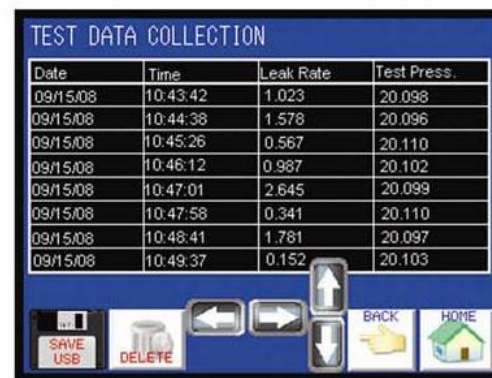 TEST DATA COLLECTION
Date Time Leak Rate Test Press.
09/15/08 10:43:42 1.023 20.098
09/15/08 10:44:38 1.578 20.096
09/15/08 10:45:26 0.567 20.110
09/15/08 10:46:12 0.987 20.102
09/15/08 10:47:01 2.645 20.099
09/15/08 10:47:58 0.341 20.110
09/15/08 10:48:41 1.781 20.097
09/15/08 10:49:37 0.152 20.103
SAVE
USB
DELETE
BACK
HOME